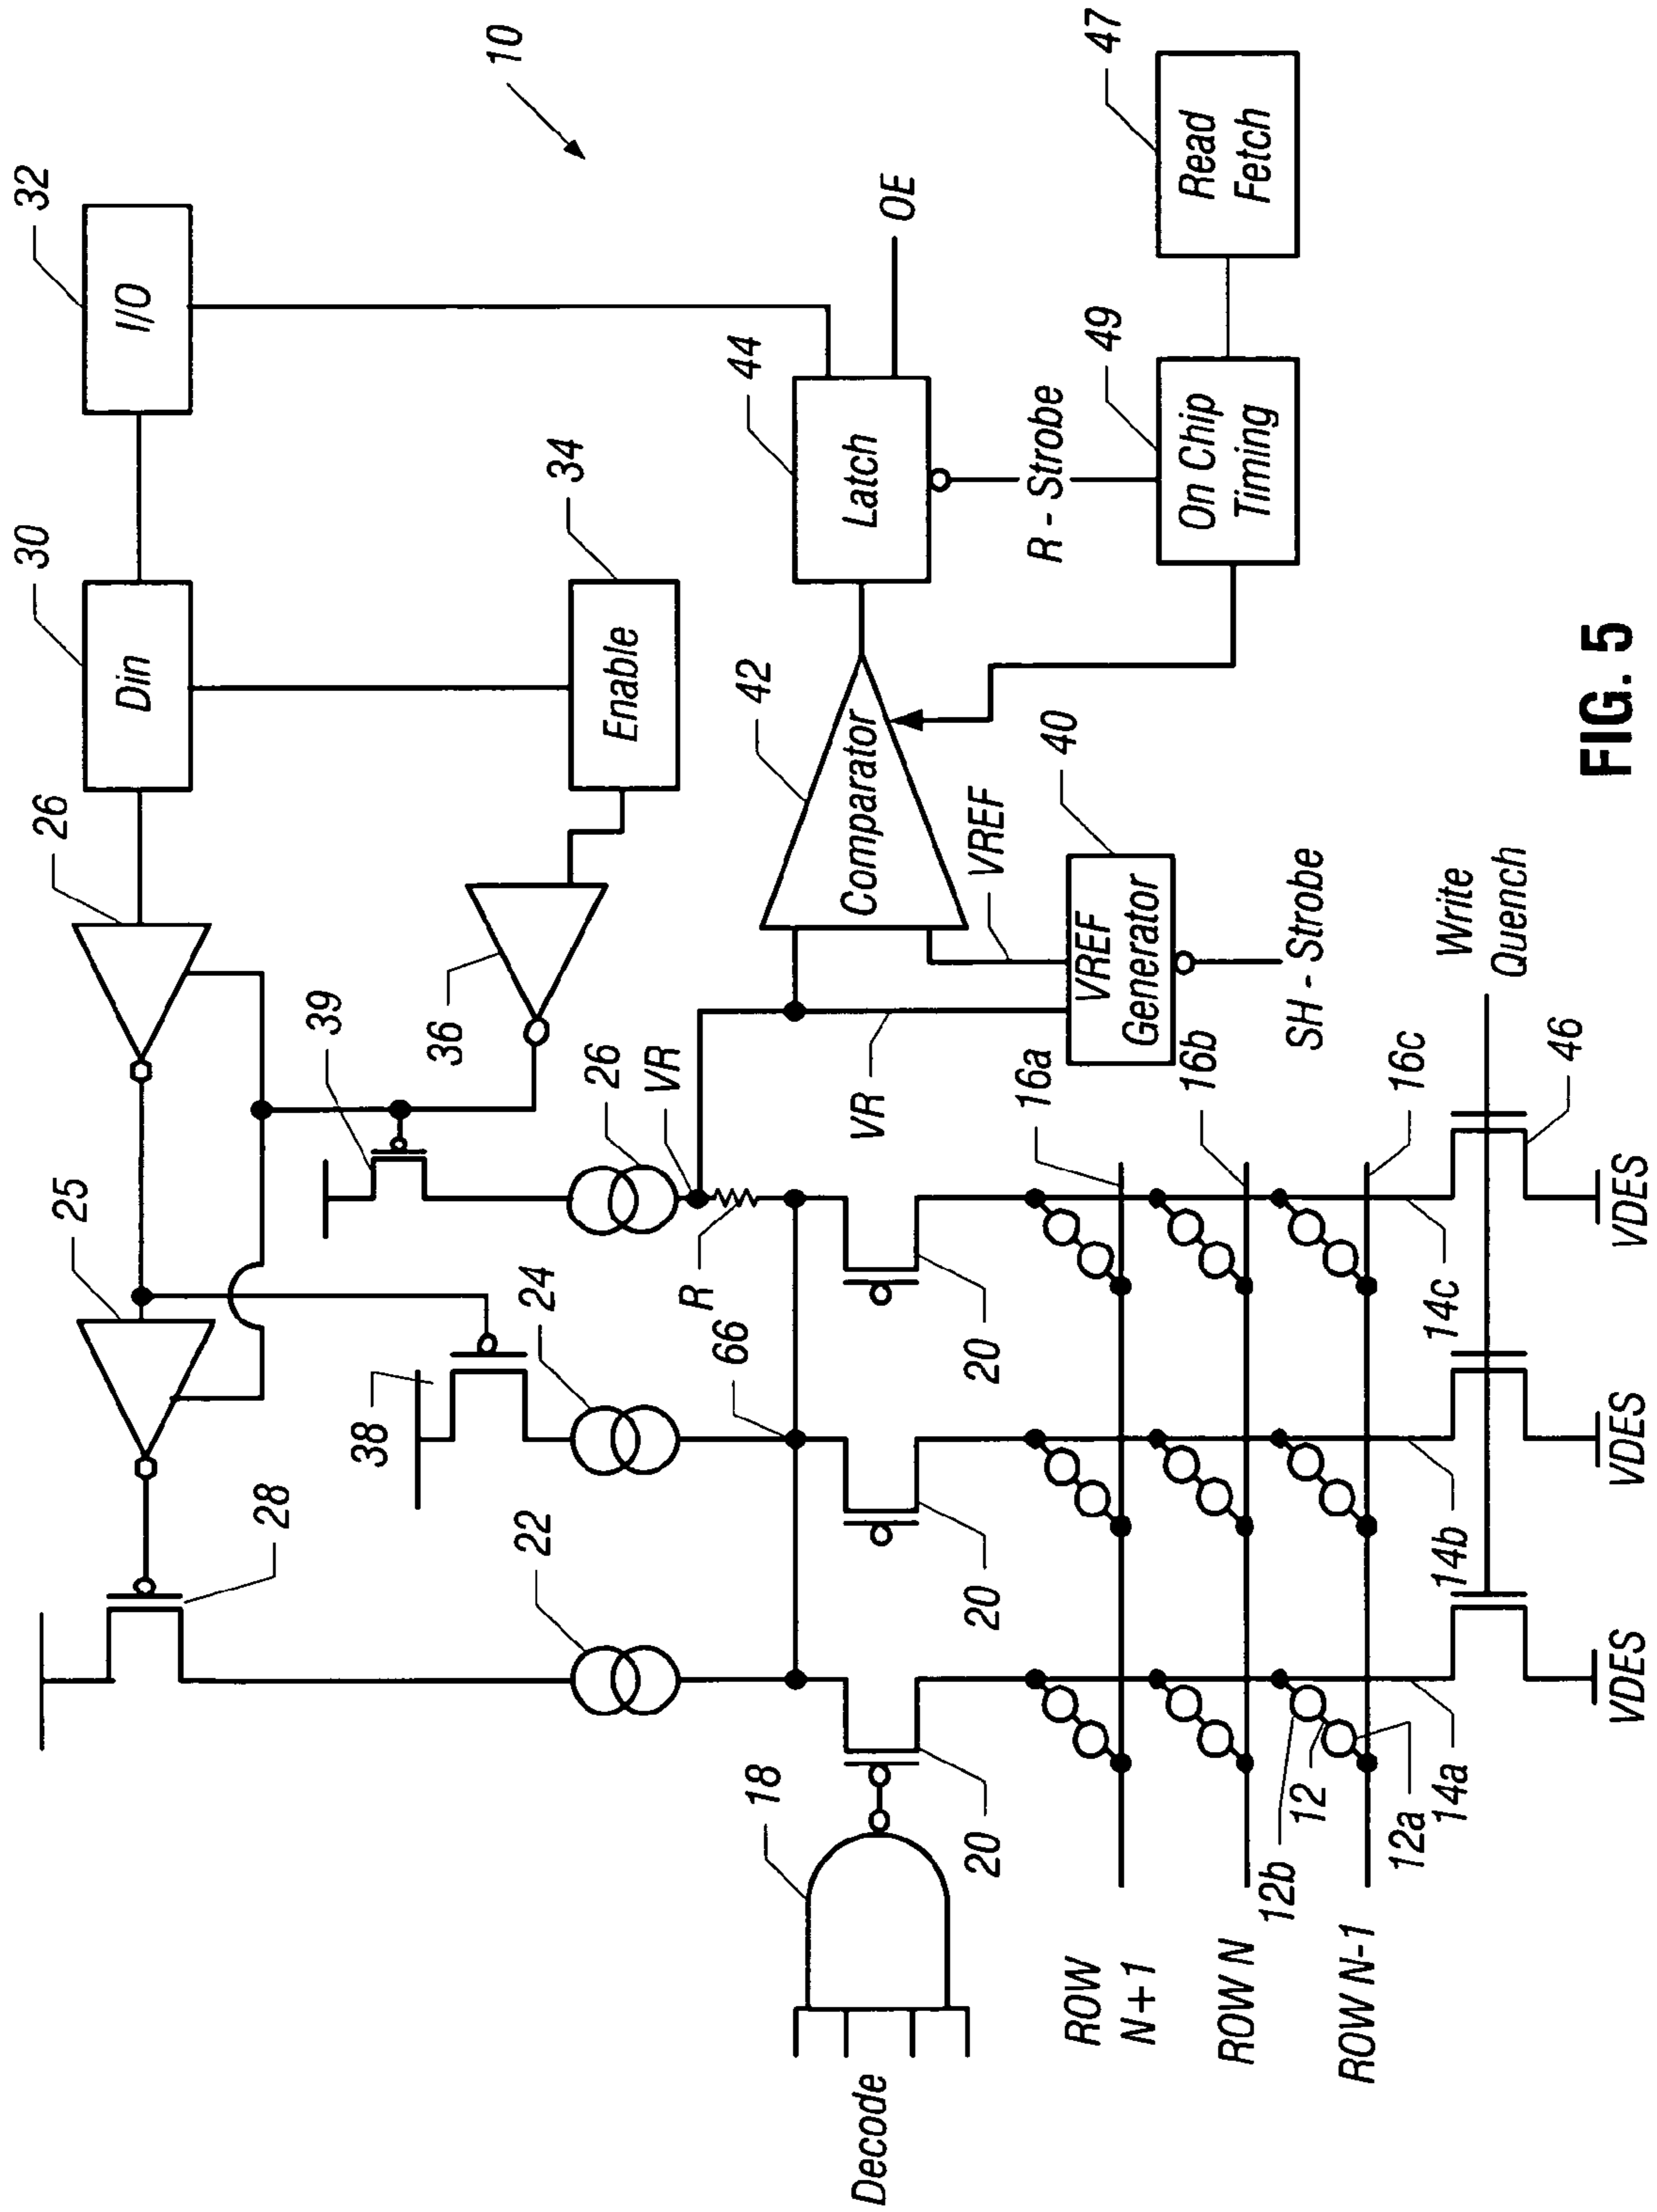 10
32
I/O
30
Din
26
25
28
34
Enable
36
39
38
47
Read
Fetch
49
On Chip
Timing
R - Strobe
OE
44
Latch
42
Comparator
VREF
40
VREF
Generator
SH - Strobe
VR
26
VR
R
24
66
22
20
20
20
18
Decode
16a
16b
16c
ROW
N+1
ROW N
ROW N-1
12b
12
12a
14a
14b
14c
Write
Quench
46
VDES
VDES
VDES
FIG. 5